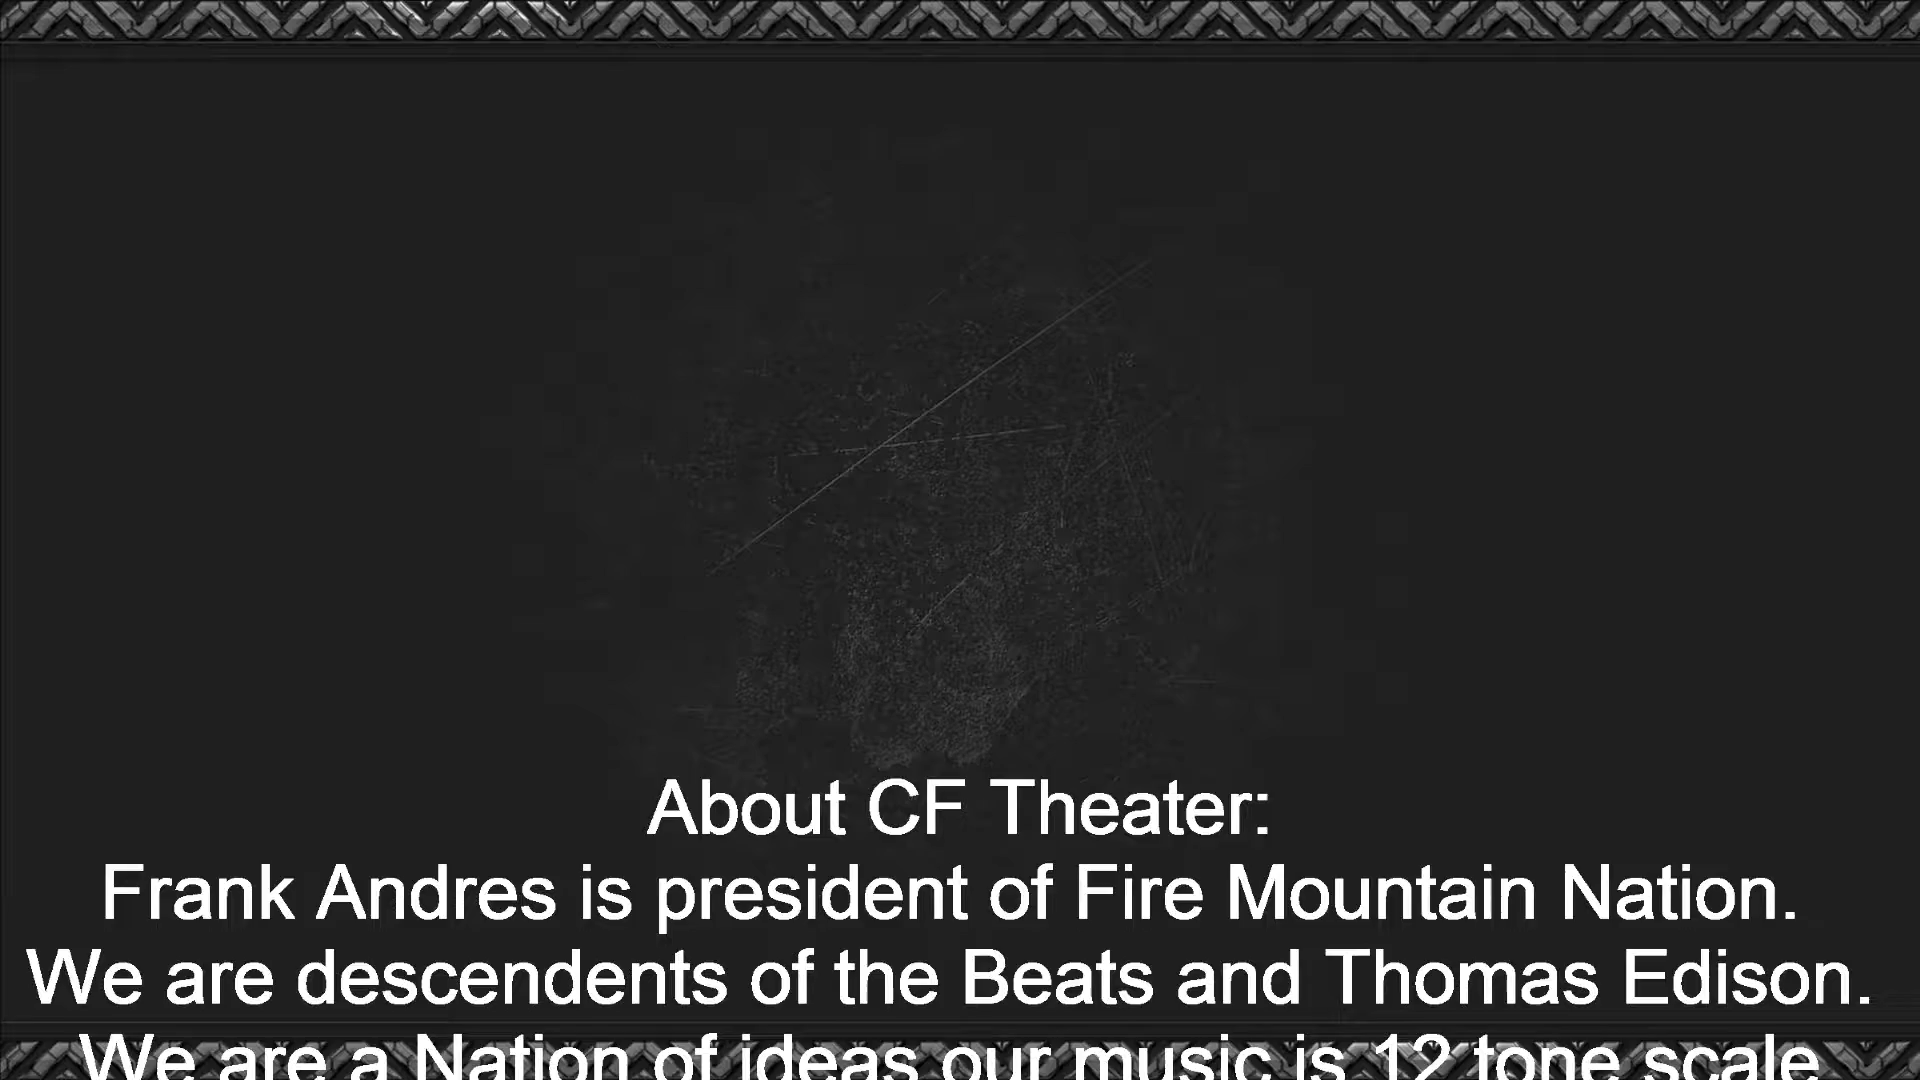 About CF Theater:
Frank Andres is president of Fire Mountain Nation.
We are descendents of the Beats and Thomas Edison.
We are a Nation of ideas our music is 12 tone scale